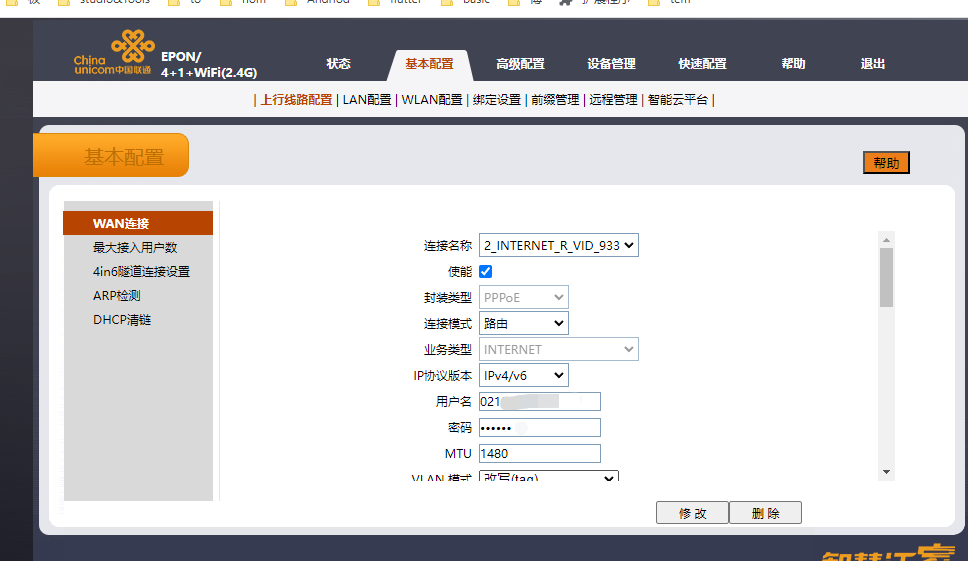 studio&tools
to
flutter
basic
China
unicom中国联通
EPON/
4+1+WiFi(2.4G)
状态
基本配置
高级配置
设备管理
快速配置
帮助
退出
| 上行线路配置 | LAN配置 | WLAN配置 | 绑定设置 | 前缀管理 | 远程管理 | 智能云平台 |
基本配置
帮助
WAN连接
最大接入用户数
4in6隧道连接设置
ARP检测
DHCP清链
连接名称 2_INTERNET_R_VID_933
使能
封装类型 PPPoE
连接模式 路由
业务类型 INTERNET
IP协议版本 IPv4/v6
用户名 021
密码 ••••••
MTU 1480
VLAN 模式 改写(tag)
修 改
删 除